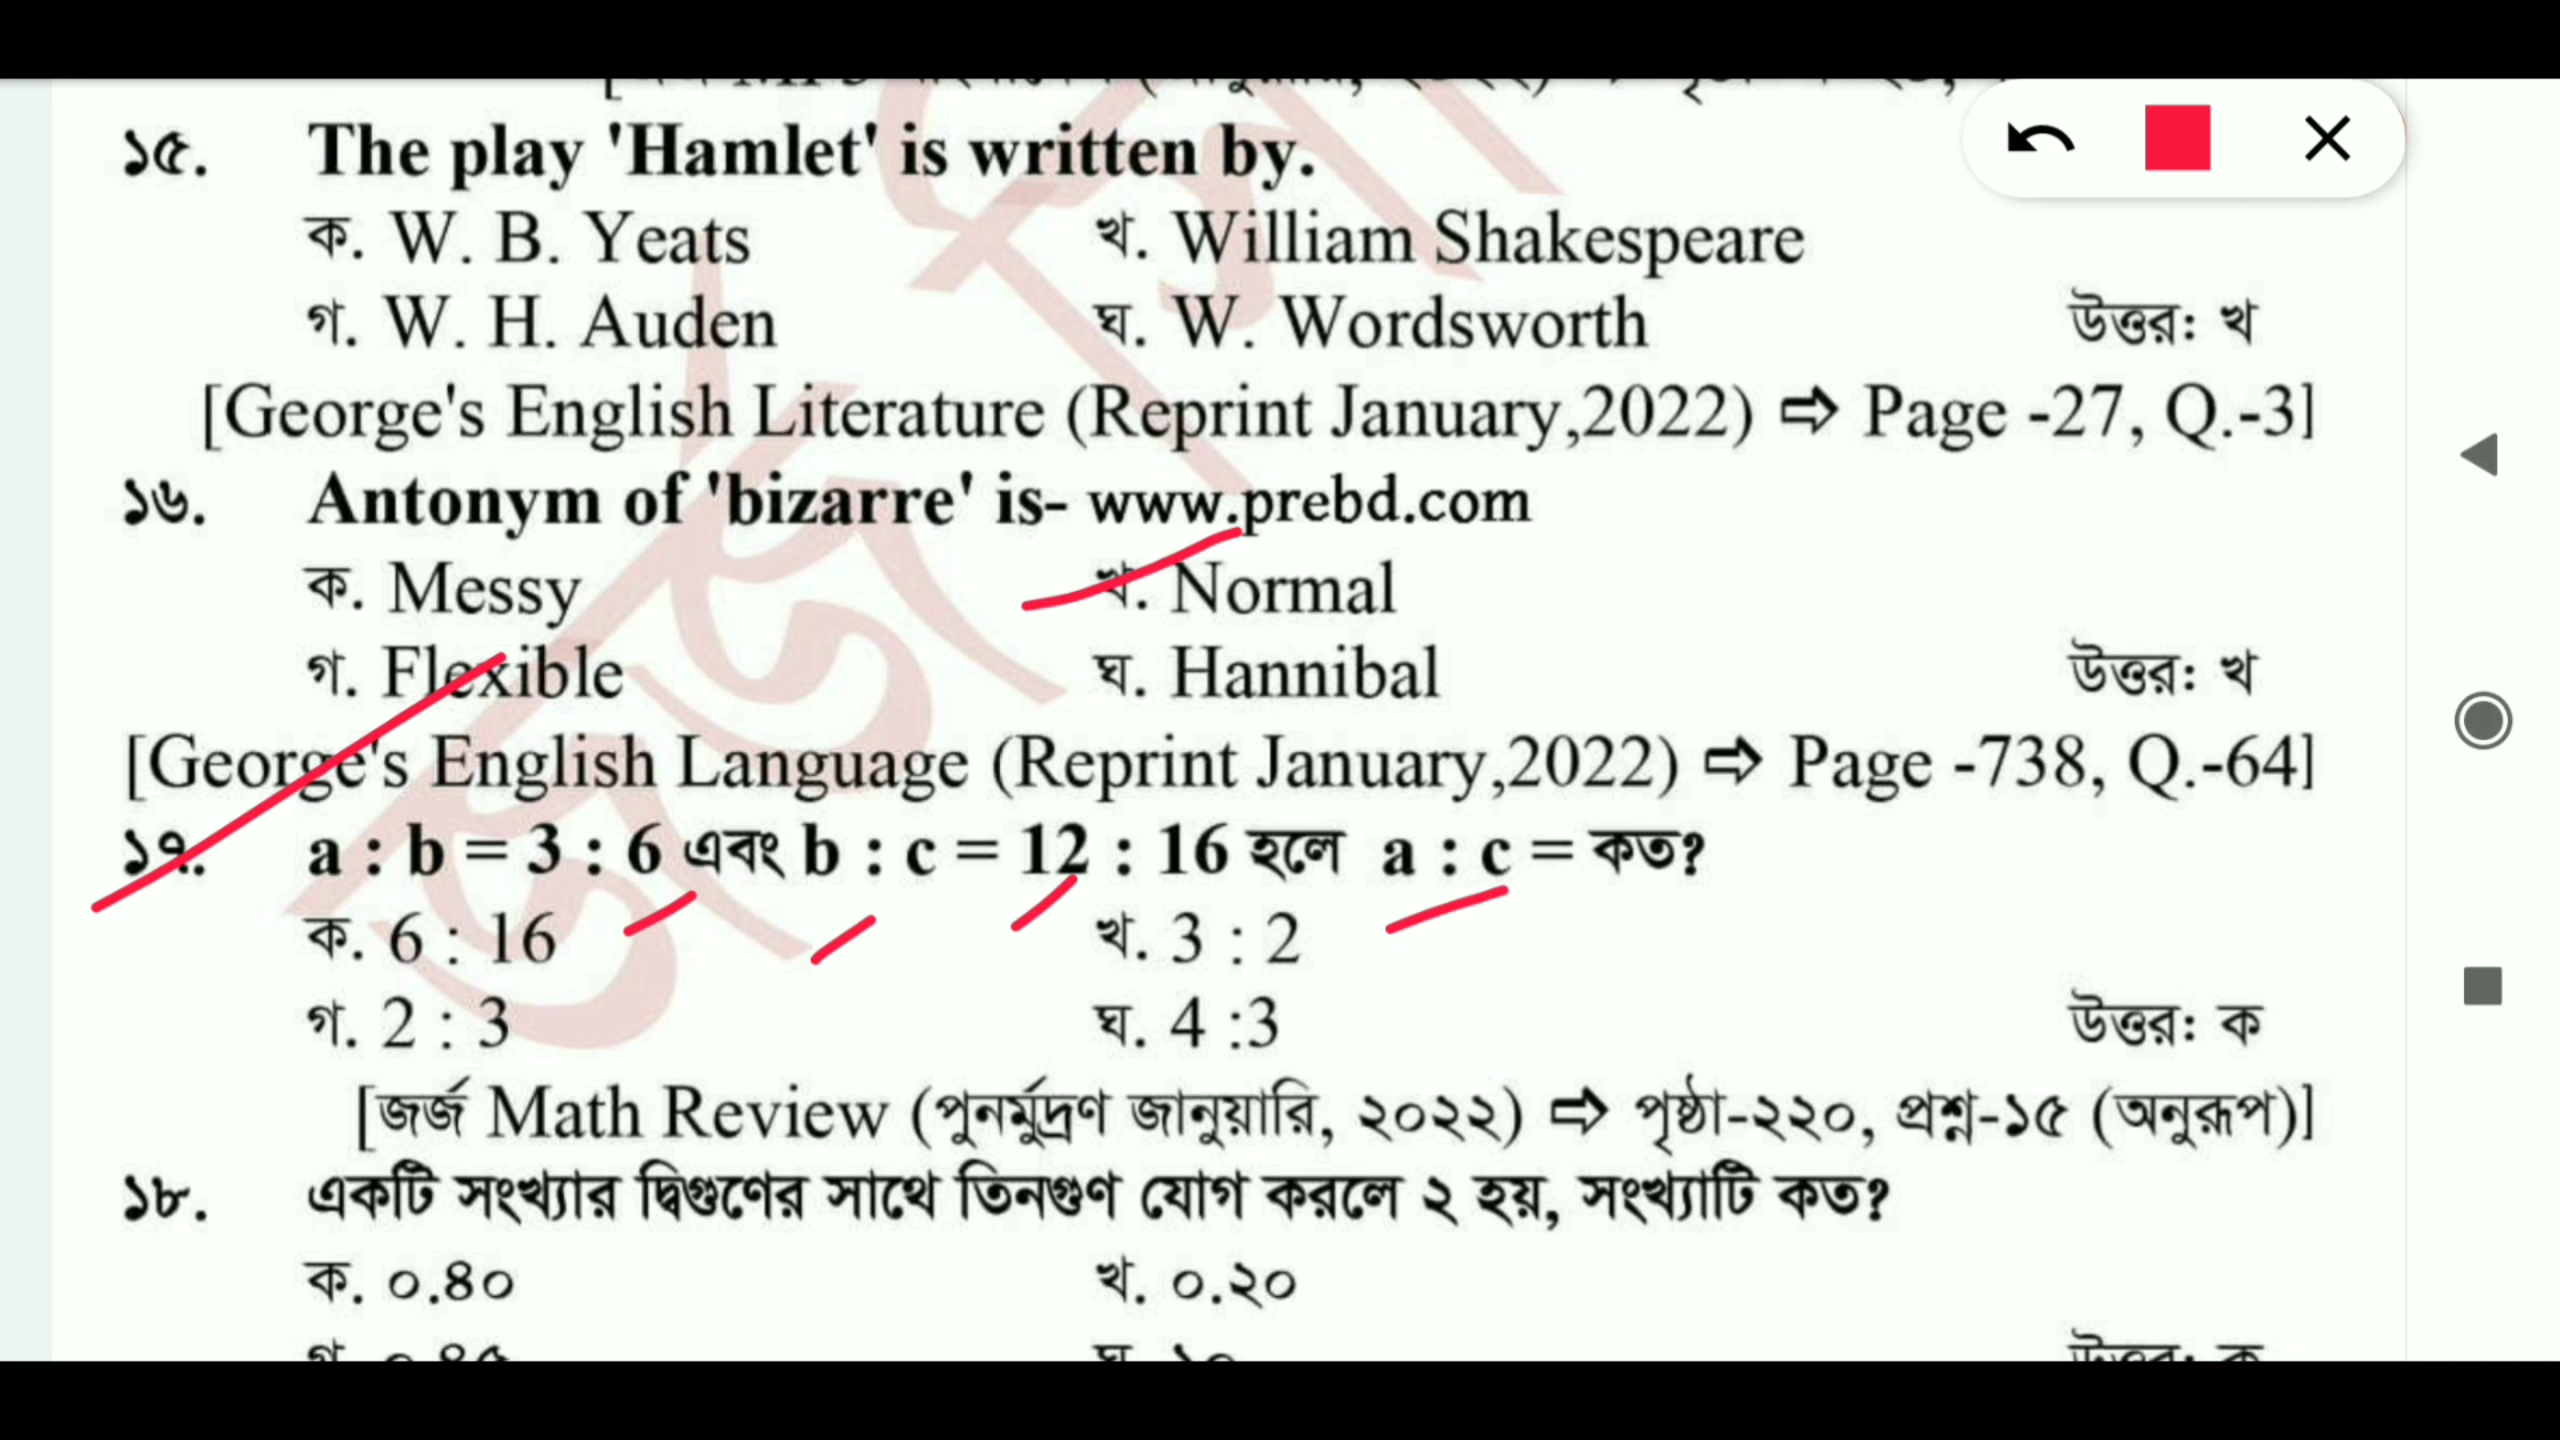 ১৫. The play 'Hamlet' is written by.
ক. W. B. Yeats খ. William Shakespeare
গ. W. H. Auden ঘ. W. Wordsworth উত্তরঃ খ
[George's English Literature (Reprint January,2022) ⇨ Page -27, Q.-3]
১৬. Antonym of 'bizarre' is- www.prebd.com
ক. Messy খ. Normal
গ. Flexible ঘ. Hannibal উত্তরঃ খ
[George's English Language (Reprint January,2022) ⇨ Page -738, Q.-64]
১৭. a : b = 3 : 6 এবং b : c = 12 : 16 হলে a : c = কত?
ক. 6 : 16 খ. 3 : 2
গ. 2 : 3 ঘ. 4 :3 উত্তরঃ ক
[জর্জ Math Review (পুনর্মুদ্রণ জানুয়ারি, ২০২২) ⇨ পৃষ্ঠা-২২০, প্রশ্ন-১৫ (অনুরূপ)]
১৮. একটি সংখ্যার দ্বিগুণের সাথে তিনগুণ যোগ করলে ২ হয়, সংখ্যাটি কত?
ক. ০.৪০ খ. ০.২০